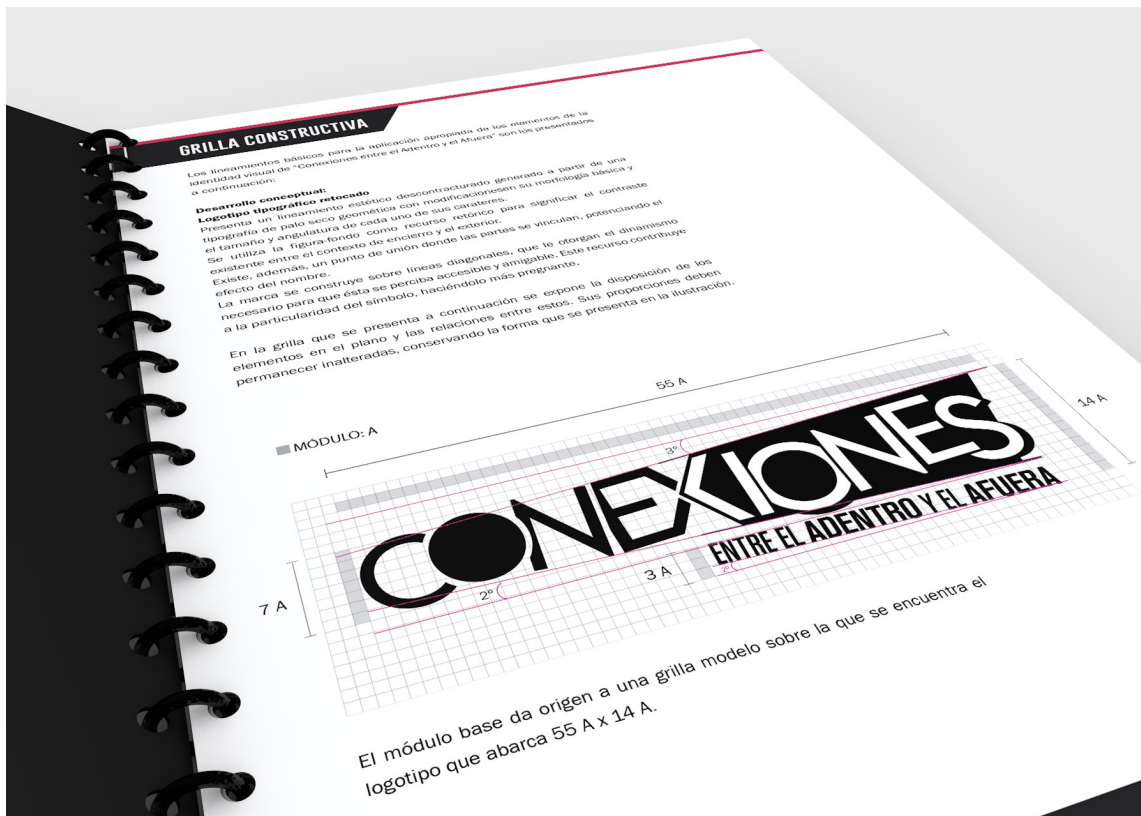 GRILLA CONSTRUCTIVA
Los lineamientos básicos para la aplicación apropiada de los elementos de la
identidad visual de "Conexiones entre el Adentro y el Afuera" son los presentados
a continuación:
Desarrollo conceptual:
Logotipo tipográfico retocado
Presenta un lineamiento estético descontracturado generado a partir de una
tipografía de palo seco geométrica con modificacionesen su morfología básica y
el tamaño y angulatura de cada uno de sus carateres.
Se utiliza la figura-fondo como recurso retórico para significar el contraste
existente entre el contexto de encierro y el exterior.
Existe, además, un punto de unión donde las partes se vinculan, potenciando el
efecto del nombre.
La marca se construye sobre líneas diagonales, que le otorgan el dinamismo
necesario para que ésta se perciba accesible y amigable. Este recurso contribuye
a la particularidad del símbolo, haciéndolo más pregnante.
En la grilla que se presenta a continuación se expone la disposición de los
elementos en el plano y las relaciones entre estos. Sus proporciones deben
permanecer inalteradas, conservando la forma que se presenta en la ilustración.
MÓDULO: A
55 A
14 A
3º
CONEXIONES
ENTRE EL ADENTRO Y EL AFUERA
7 A
2º
3 A
2º
El módulo base da origen a una grilla modelo sobre la que se encuentra el
logotipo que abarca 55 A x 14 A.